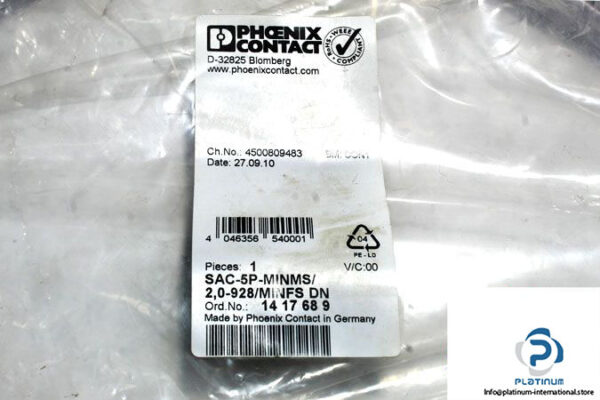 PHOENIX
CONTACT
WEEE
RoHS
COMPLIANT
D-32825 Blomberg
www.phoenixcontact.com
Ch.No.: 4500809483
Date: 27.09.10
4 046356 540001
04
PE-LD
Pieces: 1 V/C:00
SAC-5P-MINMS/
2,0-928/MINFS DN
Ord.No.: 14 17 68 9
Made by Phoenix Contact in Germany
PLATINUM
Info@platinum-international.store